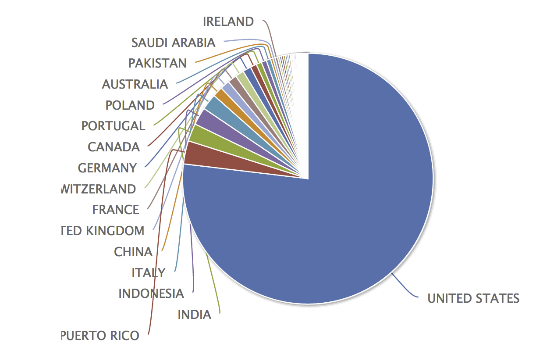 IRELAND
SAUDI ARABIA
PAKISTAN
AUSTRALIA
POLAND
PORTUGAL
CANADA
GERMANY
WITZERLAND
FRANCE
TED KINGDOM
CHINA
ITALY
INDONESIA
UNITED STATES
INDIA
PUERTO RICO